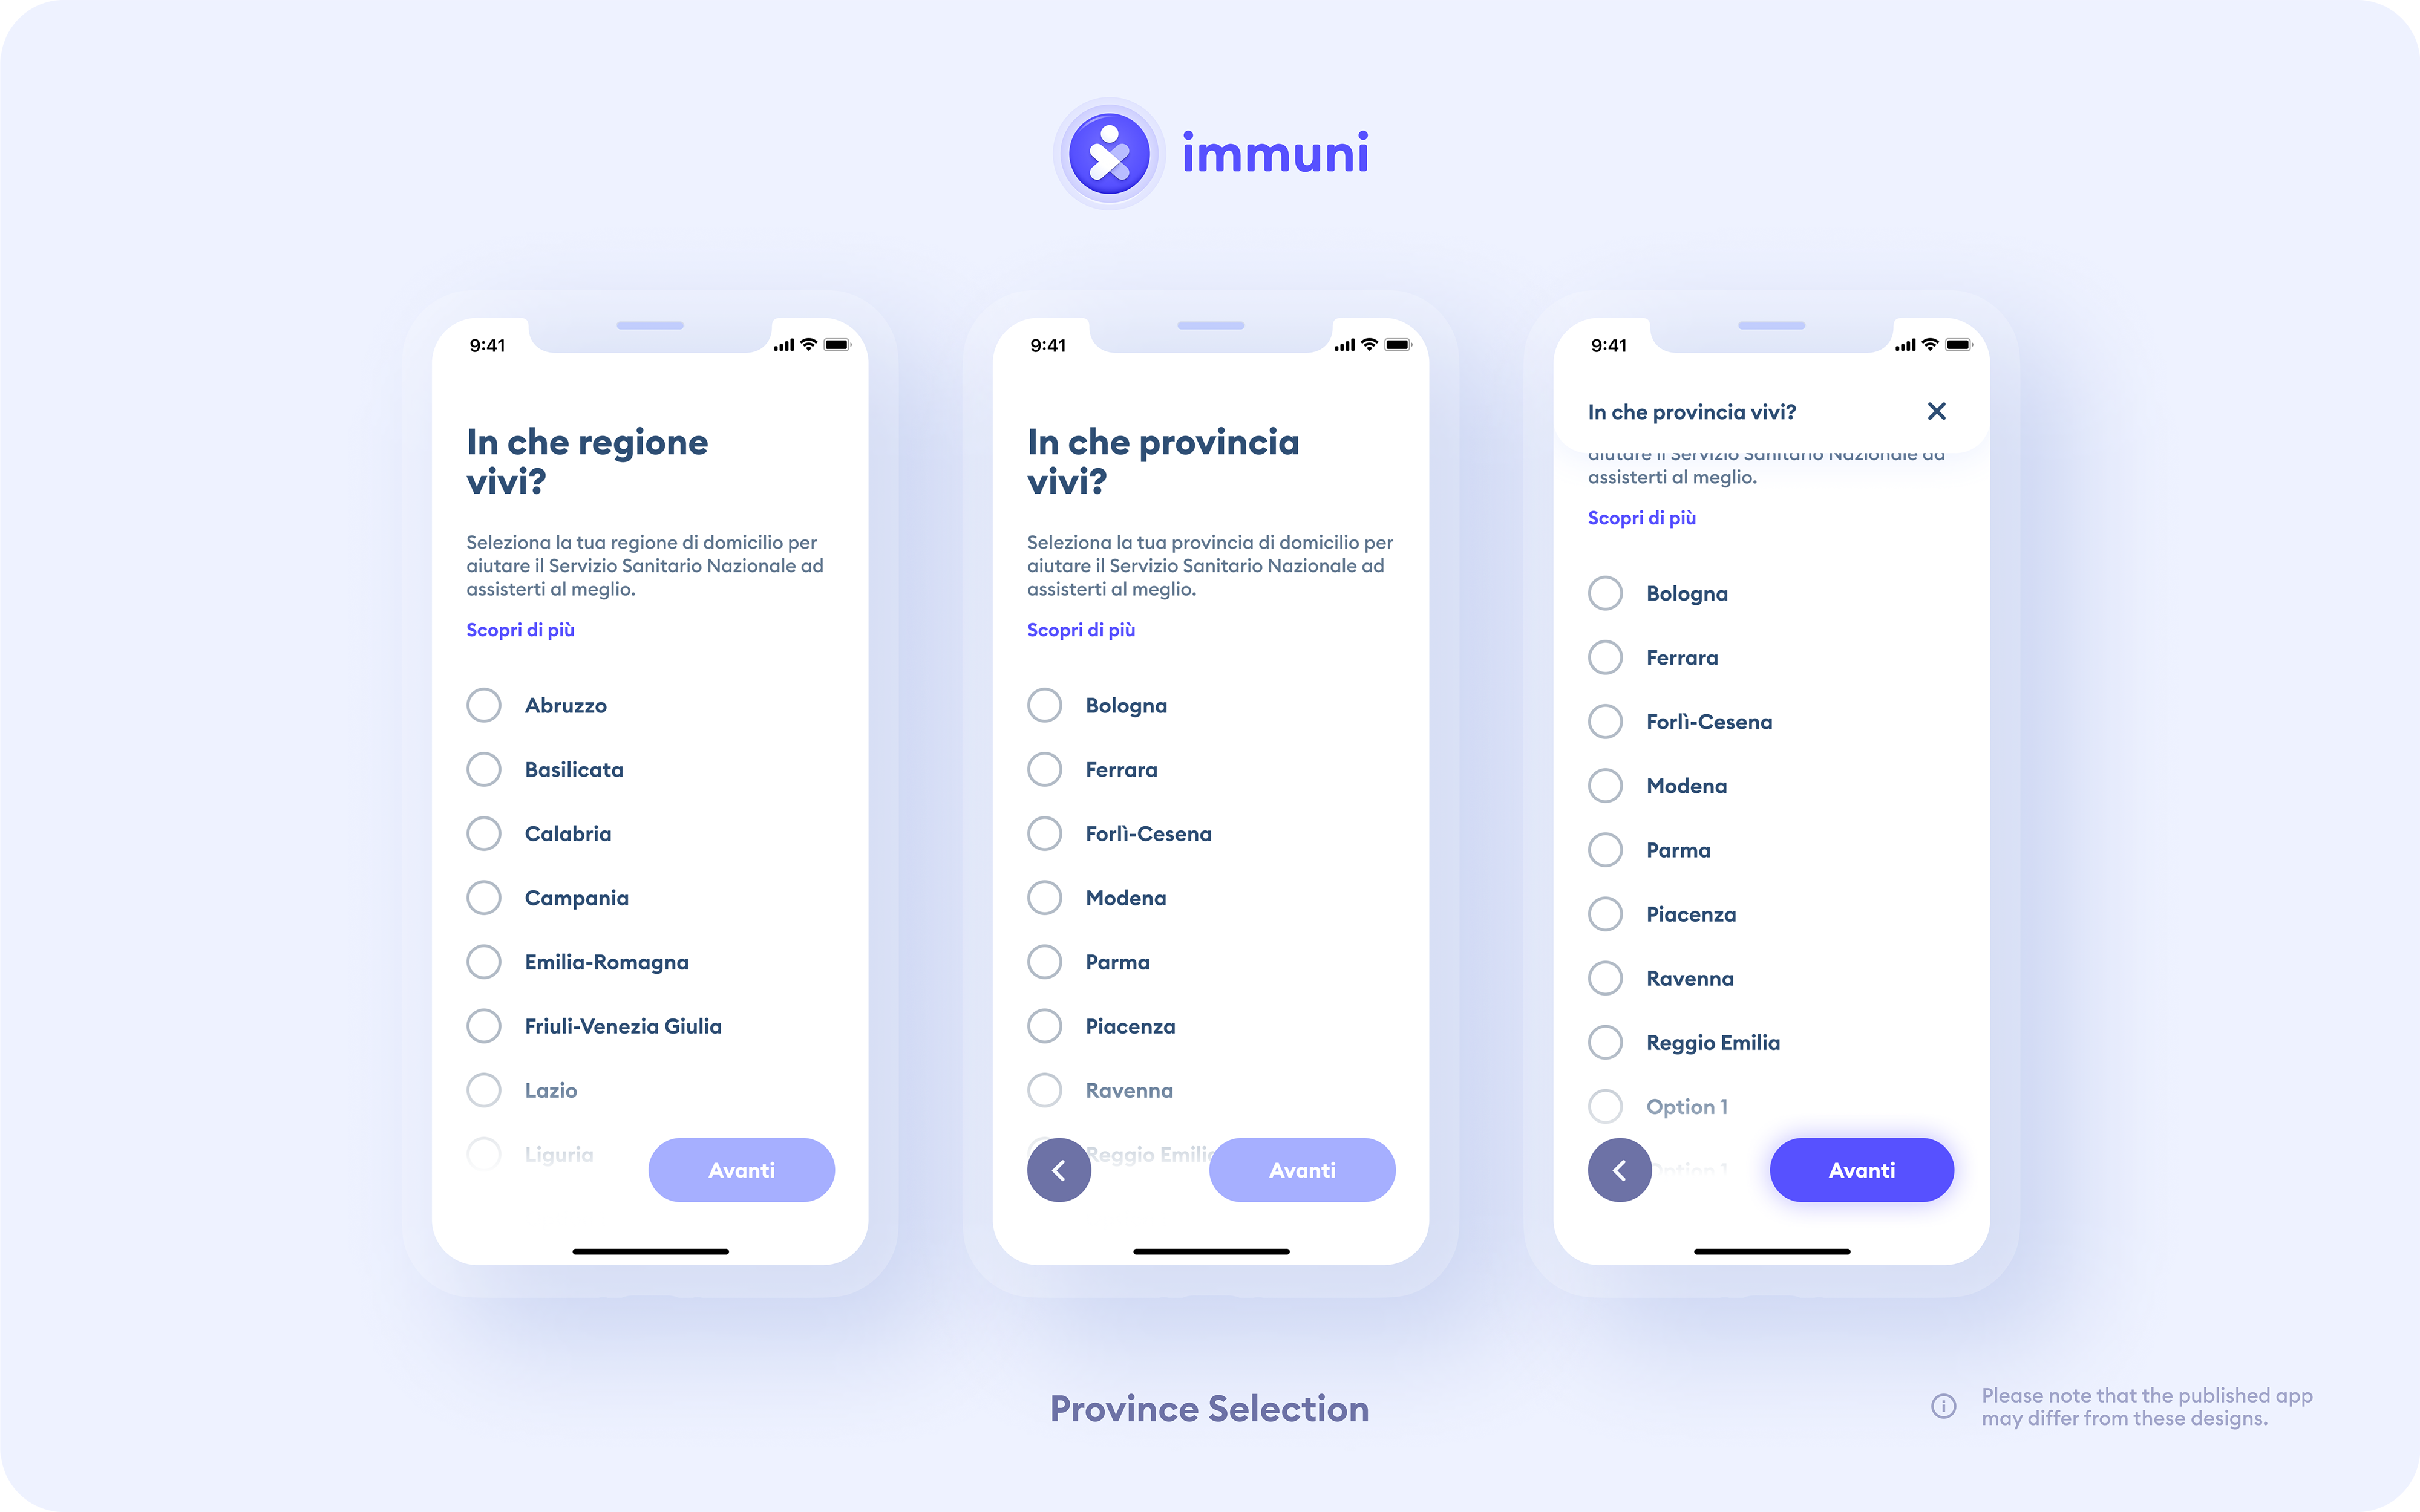 immuni
9:41
In che regione
vivi?
Seleziona la tua regione di domicilio per
aiutare il Servizio Sanitario Nazionale ad
assisterti al meglio.
Scopri di più
Abruzzo
Basilicata
Calabria
Campania
Emilia-Romagna
Friuli-Venezia Giulia
Lazio
Liguria
Avanti
9:41
In che provincia
vivi?
Seleziona la tua provincia di domicilio per
aiutare il Servizio Sanitario Nazionale ad
assisterti al meglio.
Scopri di più
Bologna
Ferrara
Forlì-Cesena
Modena
Parma
Piacenza
Ravenna
Reggio Emilia
Avanti
9:41
In che provincia vivi?
aiutare il Servizio Sanitario Nazionale ad
assisterti al meglio.
Scopri di più
Bologna
Ferrara
Forlì-Cesena
Modena
Parma
Piacenza
Ravenna
Reggio Emilia
Option 1
Option 1
Avanti
Province Selection
Please note that the published app
may differ from these designs.